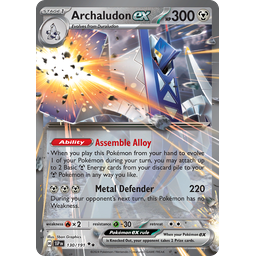 STAGE 1
Archaludon ex HP 300
Evolves from Duraludon
Ability Assemble Alloy
When you play this Pokémon from your hand to evolve
1 of your Pokémon during your turn, you may attach up
to 2 Basic Energy cards from your discard pile to your
Pokémon in any way you like.
Metal Defender 220
During your opponent's next turn, this Pokémon has no
Weakness.
weakness ×2 resistance -30 retreat
Pokémon ex rule
When your Pokémon ex
is Knocked Out, your opponent takes 2 Prize cards.
130/191